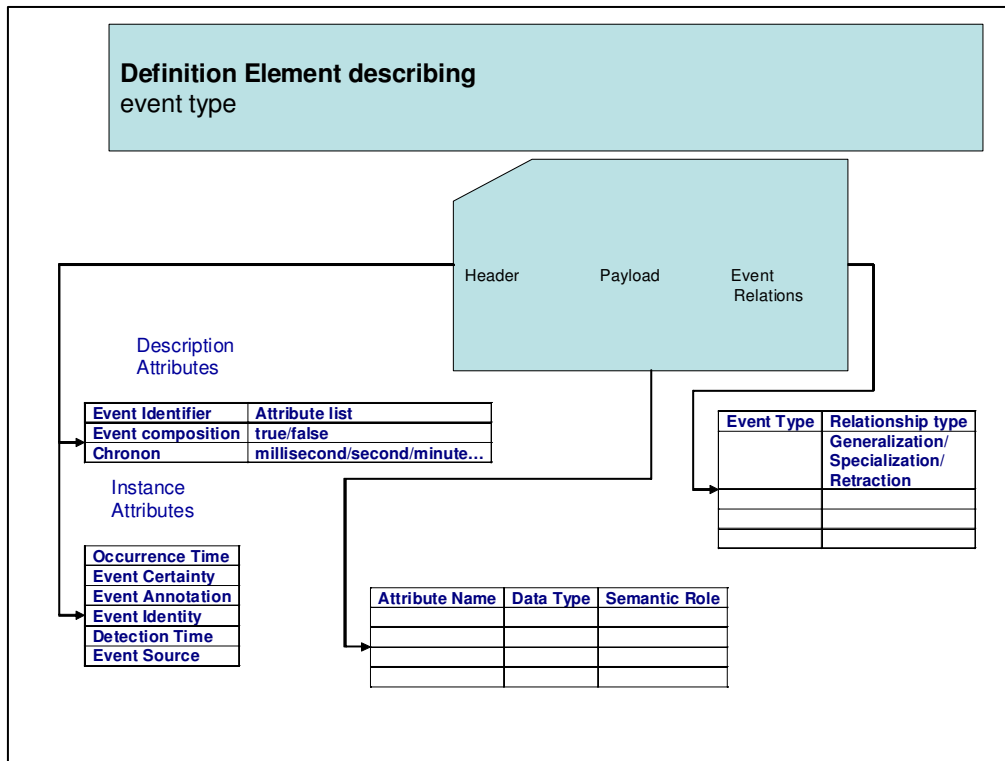 Definition Element describing
event type
Header
Payload
Event
Relations
Description
Attributes
Event Identifier Attribute list
Event composition true/false
Chronon millisecond/second/minute…
Instance
Attributes
Occurrence Time
Event Certainty
Event Annotation
Event Identity
Detection Time
Event Source
Attribute Name Data Type Semantic Role
Event Type Relationship type
Generalization/
Specialization/
Retraction